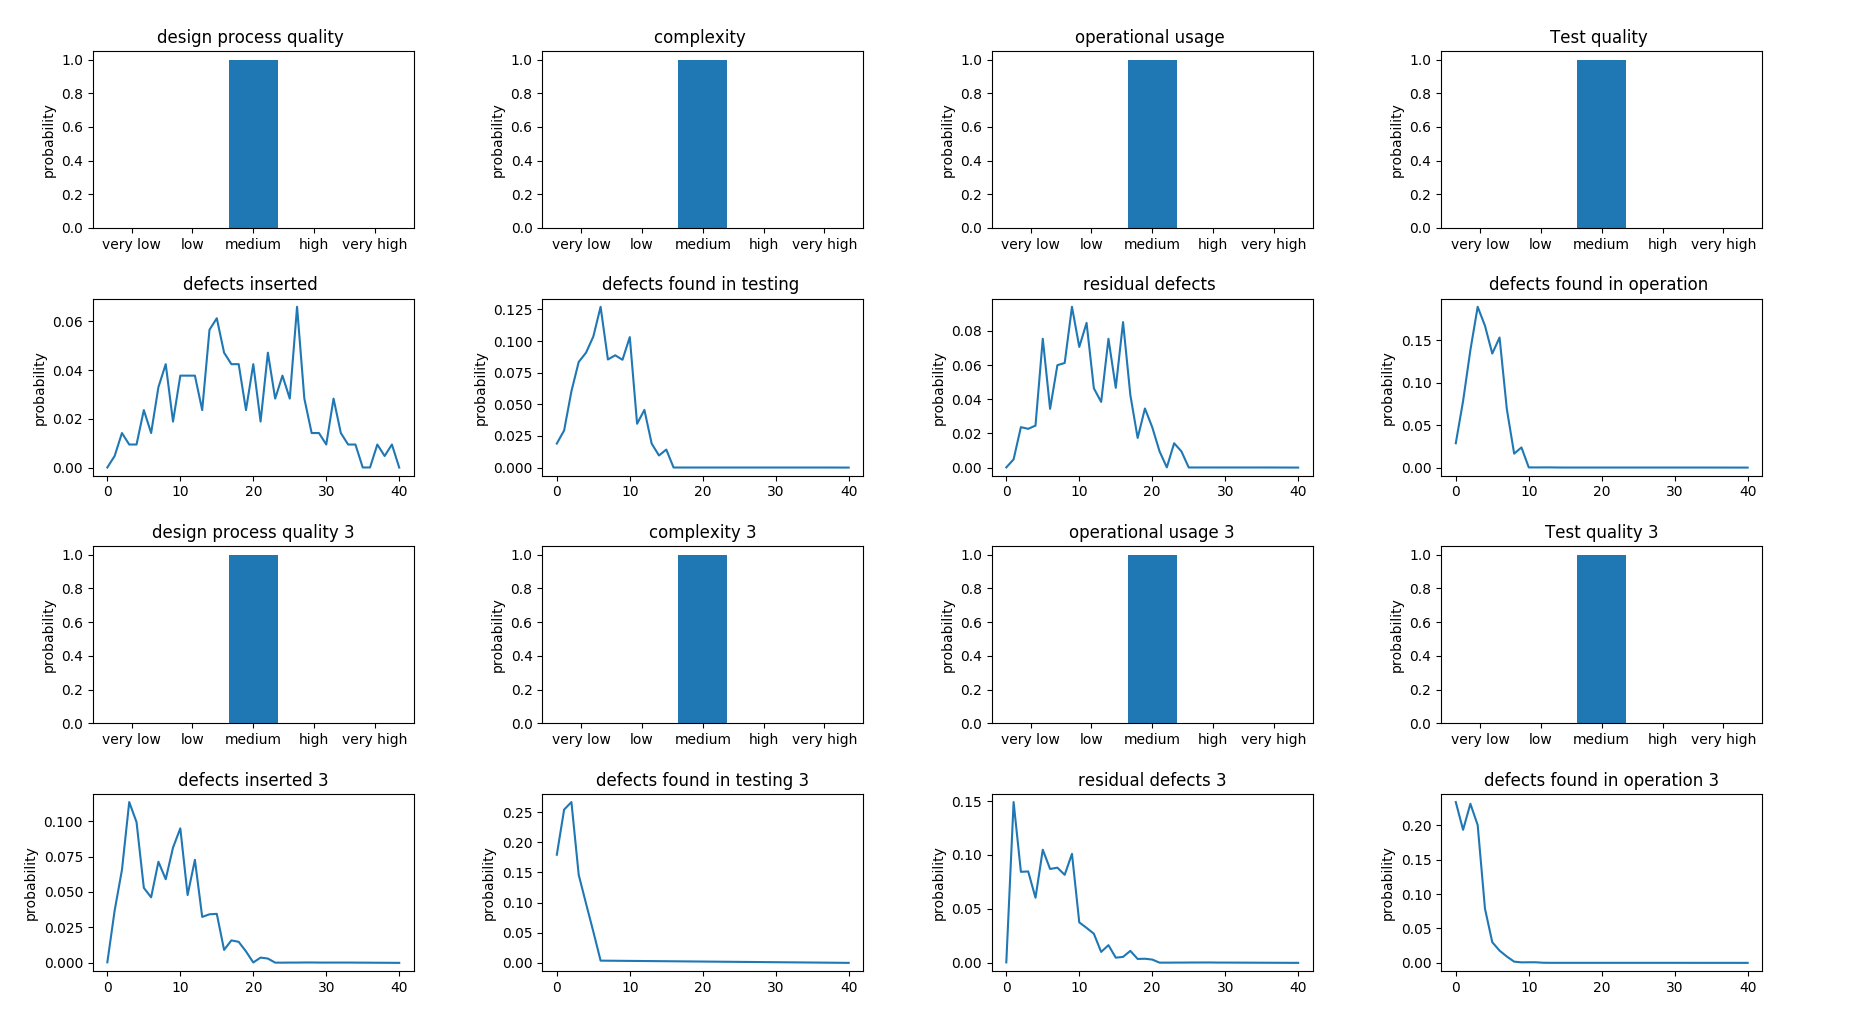 design process quality
complexity
operational usage
Test quality
probability
1.0
0.8
0.6
0.4
0.2
0.0
very low low medium high very high
probability
1.0
0.8
0.6
0.4
0.2
0.0
very low low medium high very high
probability
1.0
0.8
0.6
0.4
0.2
0.0
very low low medium high very high
probability
1.0
0.8
0.6
0.4
0.2
0.0
very low low medium high very high
defects inserted
defects found in testing
residual defects
defects found in operation
probability
0.06
0.04
0.02
0.00
0 10 20 30 40
probability
0.125
0.100
0.075
0.050
0.025
0.000
0 10 20 30 40
probability
0.08
0.06
0.04
0.02
0.00
0 10 20 30 40
probability
0.15
0.10
0.05
0.00
0 10 20 30 40
design process quality 3
complexity 3
operational usage 3
Test quality 3
probability
1.0
0.8
0.6
0.4
0.2
0.0
very low low medium high very high
probability
1.0
0.8
0.6
0.4
0.2
0.0
very low low medium high very high
probability
1.0
0.8
0.6
0.4
0.2
0.0
very low low medium high very high
probability
1.0
0.8
0.6
0.4
0.2
0.0
very low low medium high very high
defects inserted 3
defects found in testing 3
residual defects 3
defects found in operation 3
probability
0.100
0.075
0.050
0.025
0.000
0 10 20 30 40
probability
0.25
0.20
0.15
0.10
0.05
0.00
0 10 20 30 40
probability
0.15
0.10
0.05
0.00
0 10 20 30 40
probability
0.20
0.15
0.10
0.05
0.00
0 10 20 30 40